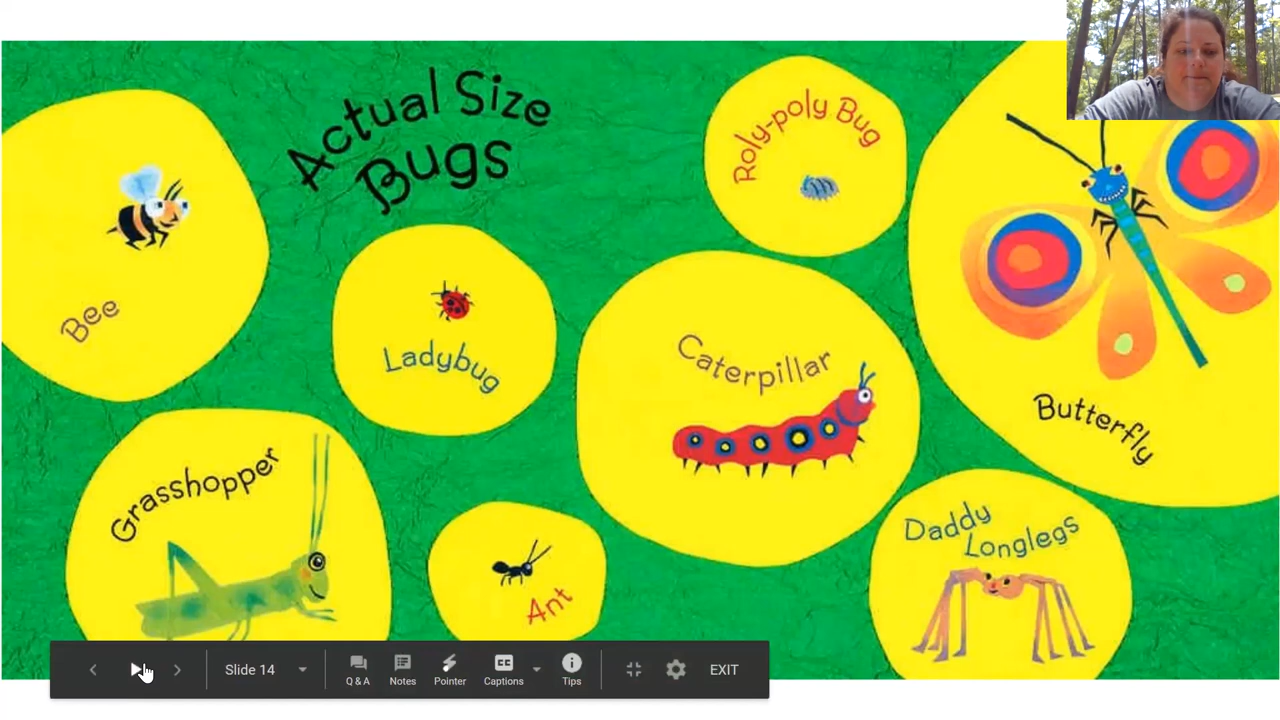 Actual Size
Bugs
Bee
Ladybug
Roly-poly Bug
Caterpillar
Butterfly
Grasshopper
Ant
Daddy
Longlegs
Slide 14
Q & A
Notes
Pointer
CC
Captions
Tips
EXIT